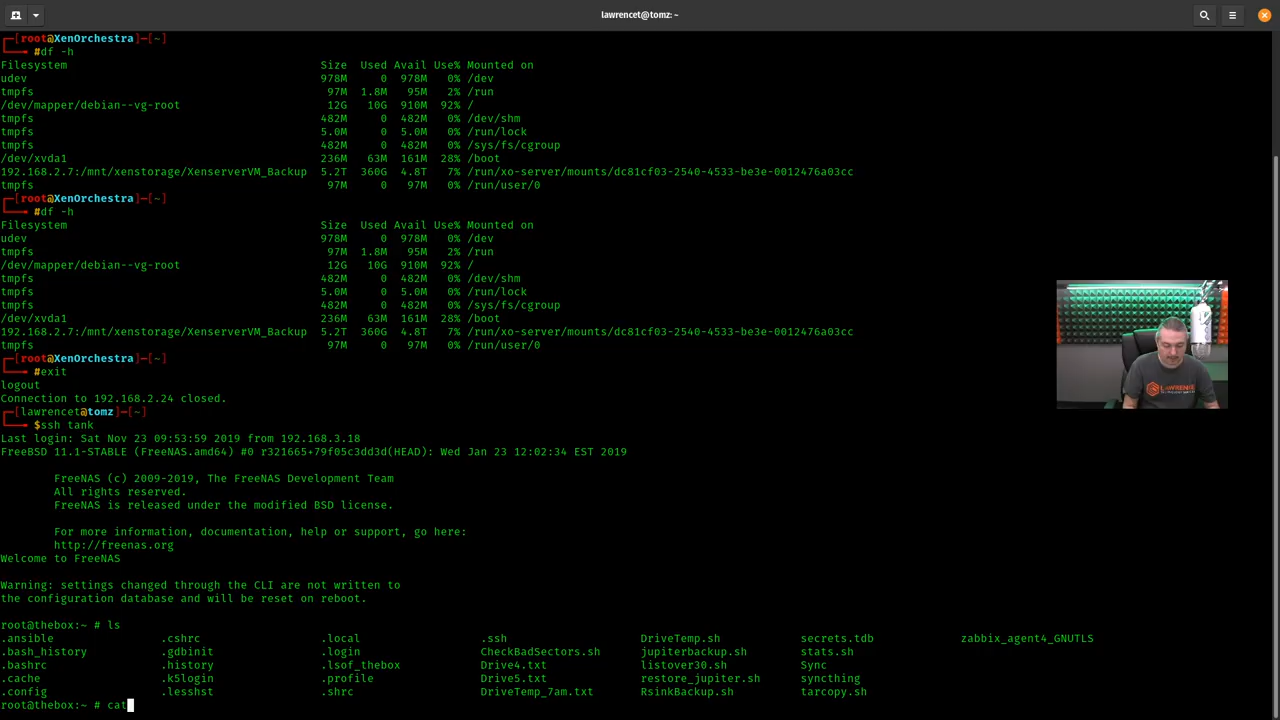 lawrencet@tomz: ~
┌─[root@XenOrchestra]─[~]
└──╼ #df -h
Filesystem                                    Size  Used Avail Use% Mounted on
udev                                          978M     0  978M   0% /dev
tmpfs                                          97M  1.8M   95M   2% /run
/dev/mapper/debian--vg-root                    12G   10G  910M  92% /
tmpfs                                         482M     0  482M   0% /dev/shm
tmpfs                                         5.0M     0  5.0M   0% /run/lock
tmpfs                                         482M     0  482M   0% /sys/fs/cgroup
/dev/xvda1                                    236M   63M  161M  28% /boot
192.168.2.7:/mnt/xenstorage/XenserverVM_Backup  5.2T  360G  4.8T   7% /run/xo-server/mounts/dc81cf03-2540-4533-be3e-0012476a03cc
tmpfs                                          97M     0   97M   0% /run/user/0
┌─[root@XenOrchestra]─[~]
└──╼ #df -h
Filesystem                                    Size  Used Avail Use% Mounted on
udev                                          978M     0  978M   0% /dev
tmpfs                                          97M  1.8M   95M   2% /run
/dev/mapper/debian--vg-root                    12G   10G  910M  92% /
tmpfs                                         482M     0  482M   0% /dev/shm
tmpfs                                         5.0M     0  5.0M   0% /run/lock
tmpfs                                         482M     0  482M   0% /sys/fs/cgroup
/dev/xvda1                                    236M   63M  161M  28% /boot
192.168.2.7:/mnt/xenstorage/XenserverVM_Backup  5.2T  360G  4.8T   7% /run/xo-server/mounts/dc81cf03-2540-4533-be3e-0012476a03cc
tmpfs                                          97M     0   97M   0% /run/user/0
┌─[root@XenOrchestra]─[~]
└──╼ #exit
logout
Connection to 192.168.2.24 closed.
┌─[lawrencet@tomz]─[~]
└──╼ $ssh tank
Last login: Sat Nov 23 09:53:59 2019 from 192.168.3.18
FreeBSD 11.1-STABLE (FreeNAS.amd64) #0 r321665+79f05c3dd3d(HEAD): Wed Jan 23 12:02:34 EST 2019
FreeNAS (c) 2009-2019, The FreeNAS Development Team
All rights reserved.
FreeNAS is released under the modified BSD license.
For more information, documentation, help or support, go here:
http://freenas.org
Welcome to FreeNAS
Warning: settings changed through the CLI are not written to
the configuration database and will be reset on reboot.
root@thebox:~ # ls
.ansible .cshrc .local .ssh DriveTemp.sh secrets.tdb zabbix_agent4_GNUTLS
.bash_history .gdbinit .login CheckBadSectors.sh jupiterbackup.sh stats.sh
.bashrc .history .lsof_thebox Drive4.txt listover30.sh Sync
.cache .k5login .profile Drive5.txt restore_jupiter.sh syncthing
.config .lesshst .shrc DriveTemp_7am.txt RsinkBackup.sh tarcopy.sh
root@thebox:~ # cat
LAWRENCE